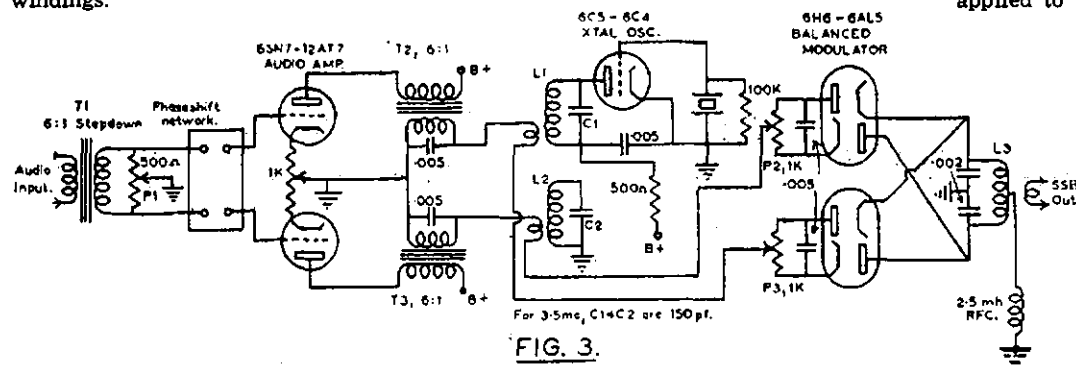 windings.
applied to
6C5-6C4
XTAL OSC.
6H6-6AL5
BALANCED
MODULATOR
6SN7-12AT7
AUDIO AMP.
T2, 6:1
B+
T1
6:1 Stepdown
Phaseshift
network.
Audio
Input.
500Ω
P1
1K
.005
.005
L1
C1
.005
100K
L2
C2
500Ω
B+
P2, 1K
.005
P3, 1K
.002
L3
SSB
Out
T3, 6:1
B+
2.5 mh
RFC.
For 3.5mc, C1+C2 are 150 pf.
FIG. 3.